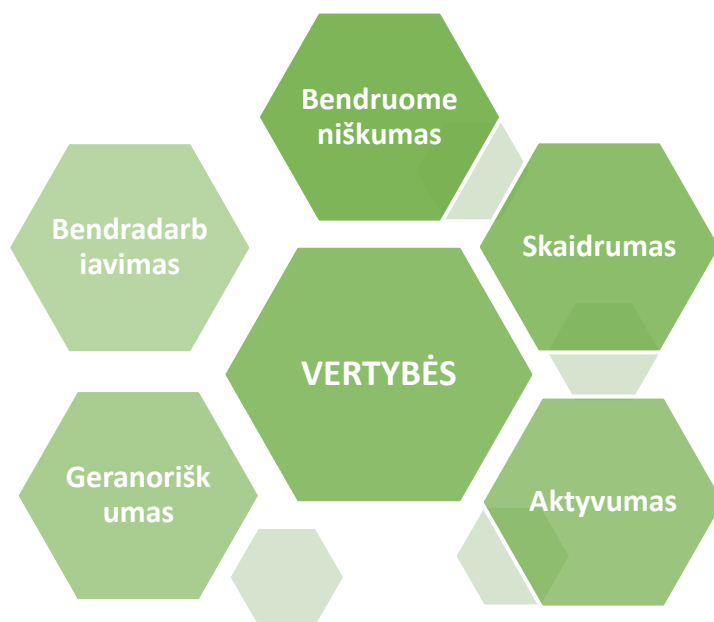 Bendruome
niškumas
Bendradarb
iavimas
Skaidrumas
VERTYBĖS
Geranorišk
umas
Aktyvumas